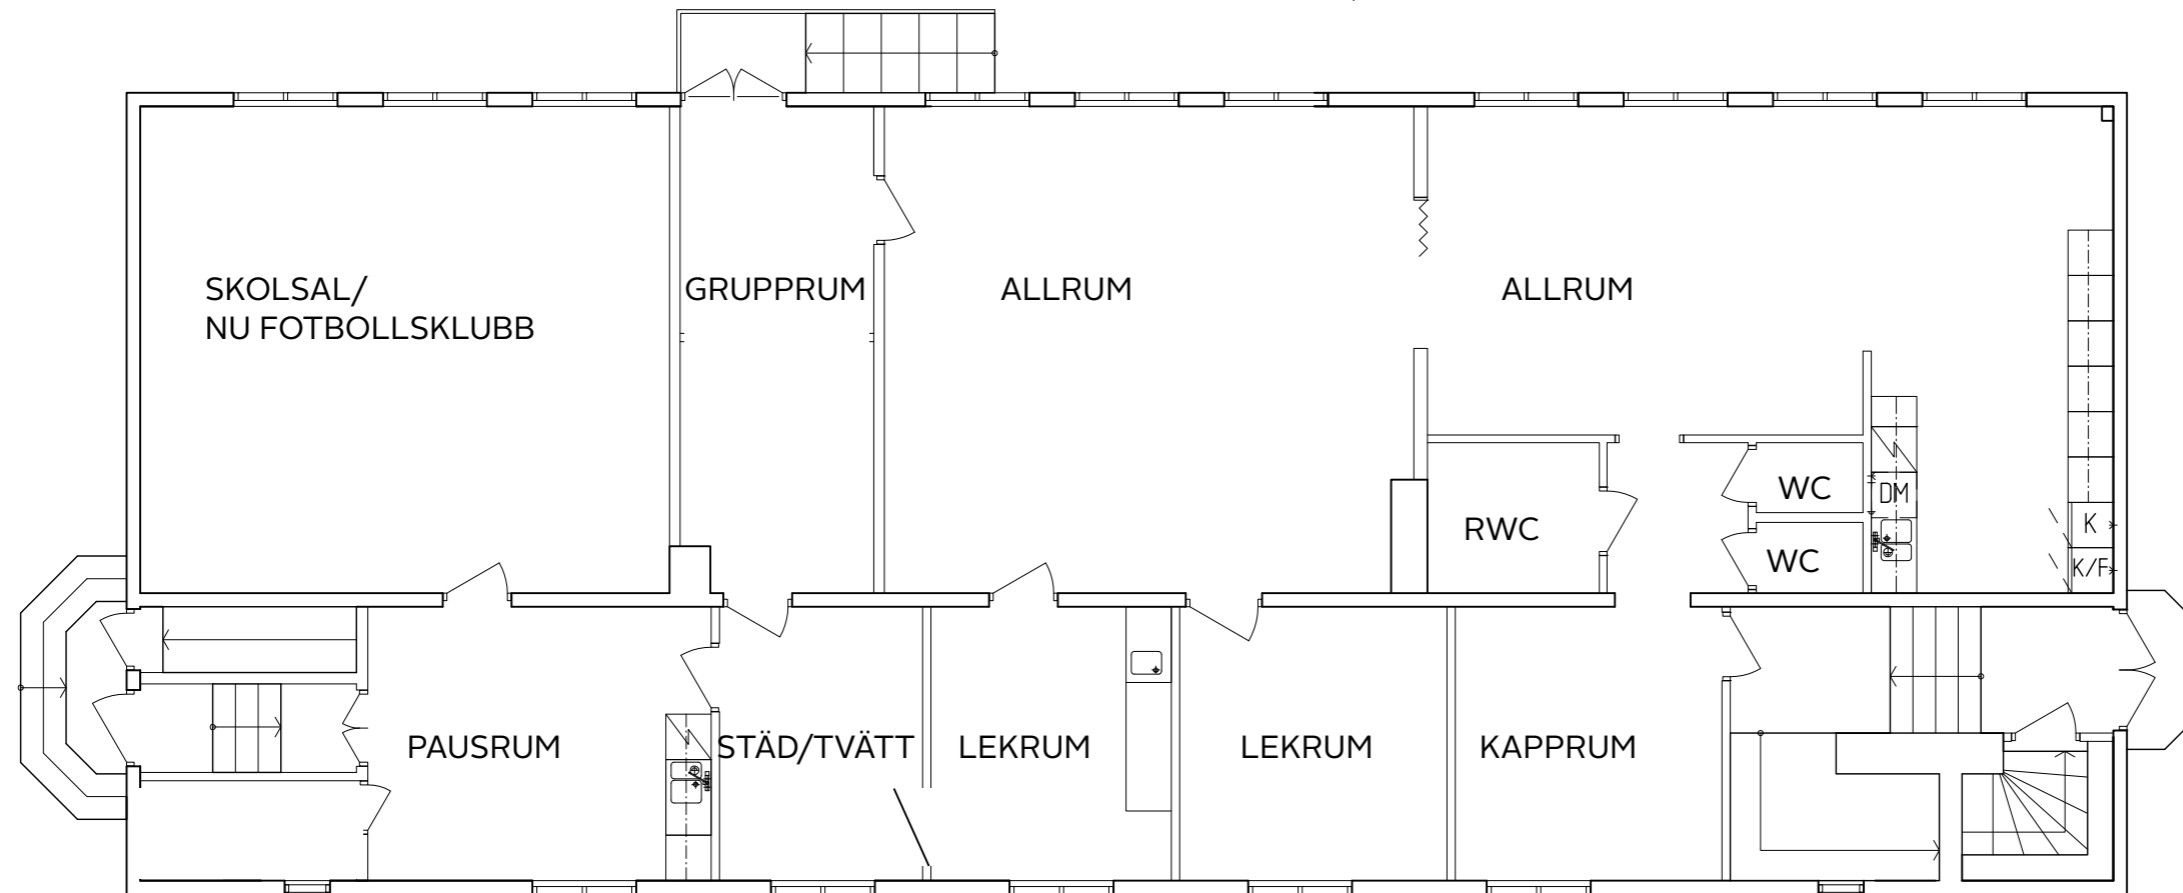 SKOLSAL/
NU FOTBOLLSKLUBB
GRUPPRUM
ALLRUM
ALLRUM
WC
DM
RWC
K
WC
K/F
PAUSRUM
STÄD/TVÄTT
LEKRUM
LEKRUM
KAPPRUM